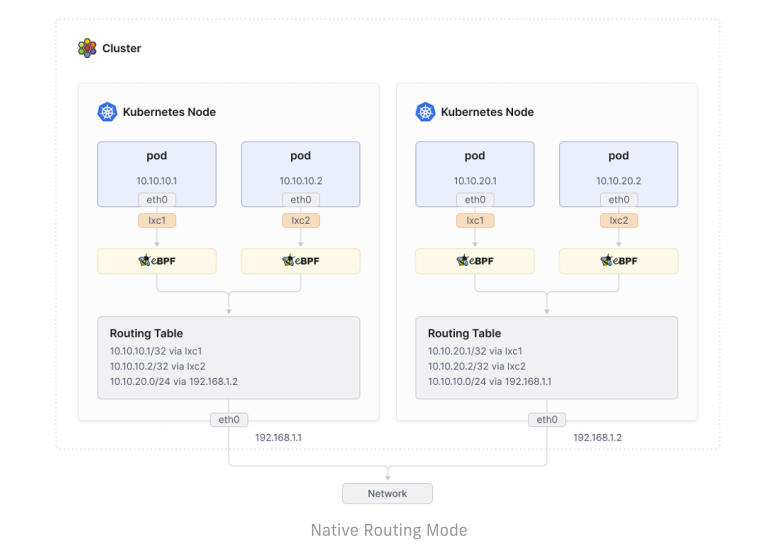 Cluster
Kubernetes Node
pod
10.10.10.1
eth0
lxc1
eBPF
pod
10.10.10.2
eth0
lxc2
eBPF
Routing Table
10.10.10.1/32 via lxc1
10.10.10.2/32 via lxc2
10.10.20.0/24 via 192.168.1.2
eth0
192.168.1.1
Kubernetes Node
pod
10.10.20.1
eth0
lxc1
eBPF
pod
10.10.20.2
eth0
lxc2
eBPF
Routing Table
10.10.20.1/32 via lxc1
10.10.20.2/32 via lxc2
10.10.10.0/24 via 192.168.1.1
eth0
192.168.1.2
Network
Native Routing Mode